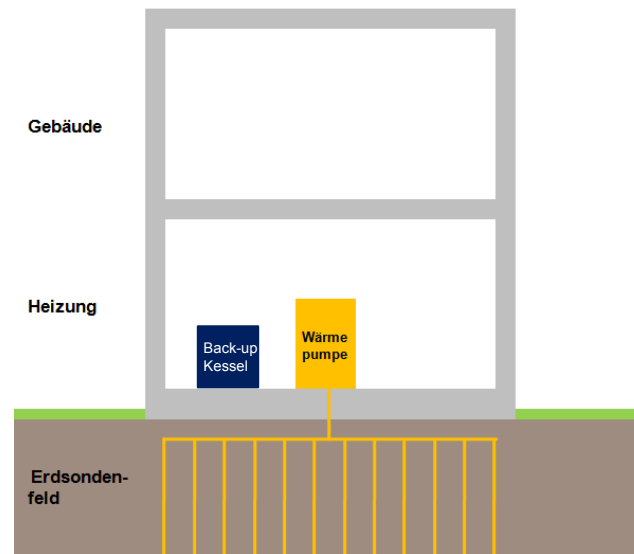 Gebäude
Heizung
Back-up
Kessel
Wärme
pumpe
Erdsonden-
feld